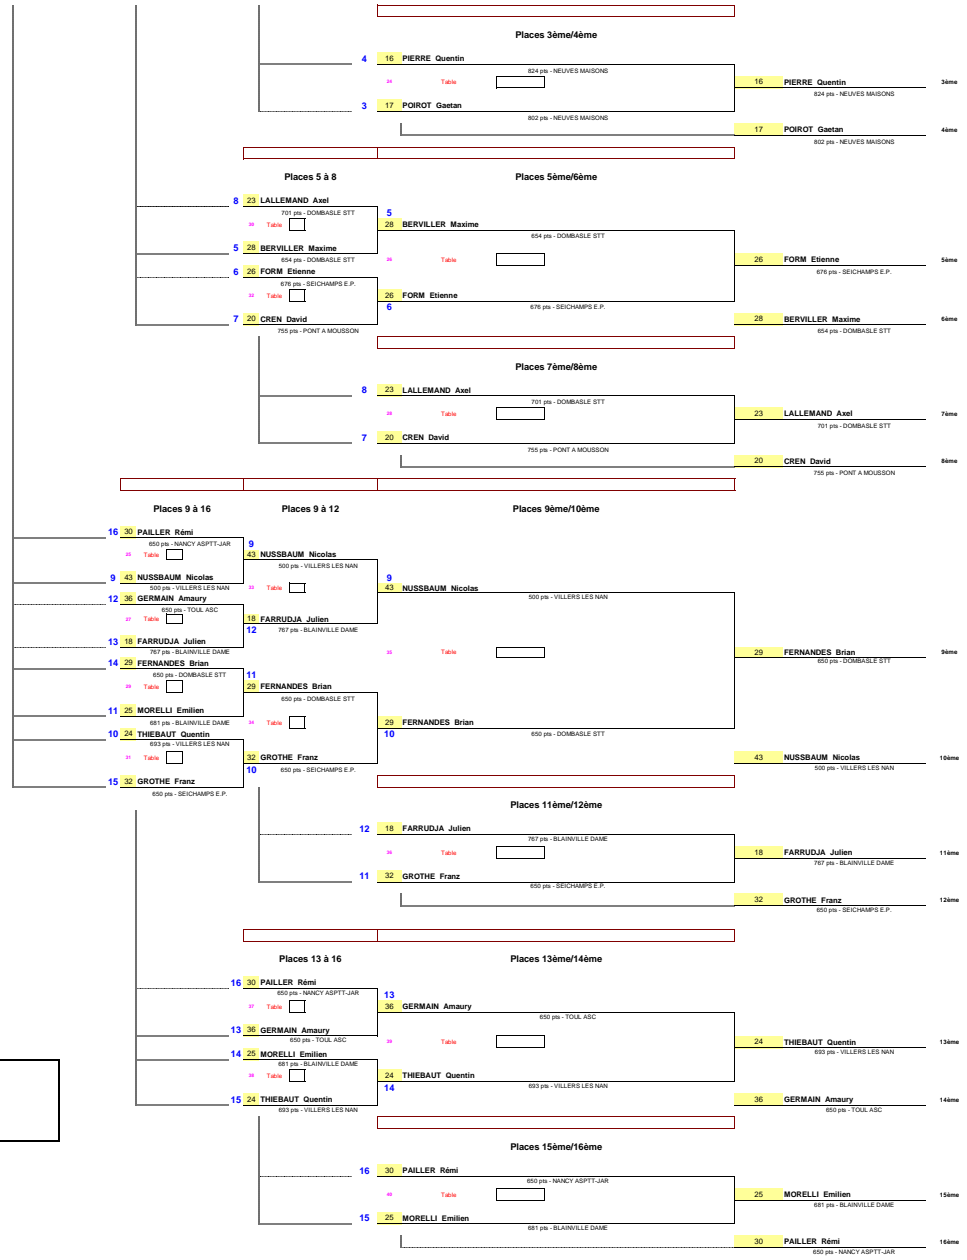 Places 3ème/4ème
4 16 PIERRE Quentin
824 pts - NEUVES MAISONS
24 Table
16 PIERRE Quentin 3ème
824 pts - NEUVES MAISONS
3 17 POIROT Gaetan
802 pts - NEUVES MAISONS
17 POIROT Gaetan 4ème
802 pts - NEUVES MAISONS
Places 5 à 8 Places 5ème/6ème
8 23 LALLEMAND Axel
701 pts - DOMBASLE STT
Table
5
28 BERVILLER Maxime
654 pts - DOMBASLE STT
5 28 BERVILLER Maxime
654 pts - DOMBASLE STT
Table
26 FORM Etienne 5ème
676 pts - SEICHAMPS E.P.
6 26 FORM Etienne
676 pts - SEICHAMPS E.P.
Table
26 FORM Etienne
6
676 pts - SEICHAMPS E.P.
7 20 CREN David
755 pts - PONT A MOUSSON
28 BERVILLER Maxime 6ème
654 pts - DOMBASLE STT
Places 7ème/8ème
8 23 LALLEMAND Axel
701 pts - DOMBASLE STT
Table
23 LALLEMAND Axel 7ème
701 pts - DOMBASLE STT
7 20 CREN David
755 pts - PONT A MOUSSON
20 CREN David 8ème
755 pts - PONT A MOUSSON
Places 9 à 16 Places 9 à 12 Places 9ème/10ème
16 30 PAILLER Rémi
650 pts - NANCY ASPTT-JAR
25 Table
9
43 NUSSBAUM Nicolas
500 pts - VILLERS LES NAN
9 43 NUSSBAUM Nicolas
500 pts - VILLERS LES NAN
33 Table
9
43 NUSSBAUM Nicolas
500 pts - VILLERS LES NAN
12 36 GERMAIN Amaury
650 pts - TOUL ASC
27 Table
18 FARRUDJA Julien
12
767 pts - BLAINVILLE DAME
13 18 FARRUDJA Julien
767 pts - BLAINVILLE DAME
35 Table
29 FERNANDES Brian 9ème
650 pts - DOMBASLE STT
14 29 FERNANDES Brian
650 pts - DOMBASLE STT
29 Table
11
29 FERNANDES Brian
650 pts - DOMBASLE STT
11 25 MORELLI Emilien
681 pts - BLAINVILLE DAME
34 Table
29 FERNANDES Brian
10
650 pts - DOMBASLE STT
10 24 THIEBAUT Quentin
693 pts - VILLERS LES NAN
31 Table
32 GROTHE Franz
10
650 pts - SEICHAMPS E.P.
43 NUSSBAUM Nicolas 10ème
500 pts - VILLERS LES NAN
15 32 GROTHE Franz
650 pts - SEICHAMPS E.P.
Places 11ème/12ème
12 18 FARRUDJA Julien
767 pts - BLAINVILLE DAME
36 Table
18 FARRUDJA Julien 11ème
767 pts - BLAINVILLE DAME
11 32 GROTHE Franz
650 pts - SEICHAMPS E.P.
32 GROTHE Franz 12ème
650 pts - SEICHAMPS E.P.
Places 13 à 16 Places 13ème/14ème
16 30 PAILLER Rémi
650 pts - NANCY ASPTT-JAR
37 Table
13
36 GERMAIN Amaury
650 pts - TOUL ASC
13 36 GERMAIN Amaury
650 pts - TOUL ASC
39 Table
24 THIEBAUT Quentin 13ème
693 pts - VILLERS LES NAN
14 25 MORELLI Emilien
681 pts - BLAINVILLE DAME
38 Table
24 THIEBAUT Quentin
14
693 pts - VILLERS LES NAN
15 24 THIEBAUT Quentin
693 pts - VILLERS LES NAN
36 GERMAIN Amaury 14ème
650 pts - TOUL ASC
Places 15ème/16ème
16 30 PAILLER Rémi
650 pts - NANCY ASPTT-JAR
40 Table
25 MORELLI Emilien 15ème
681 pts - BLAINVILLE DAME
15 25 MORELLI Emilien
681 pts - BLAINVILLE DAME
30 PAILLER Rémi 16ème
650 pts - NANCY ASPTT-JAR